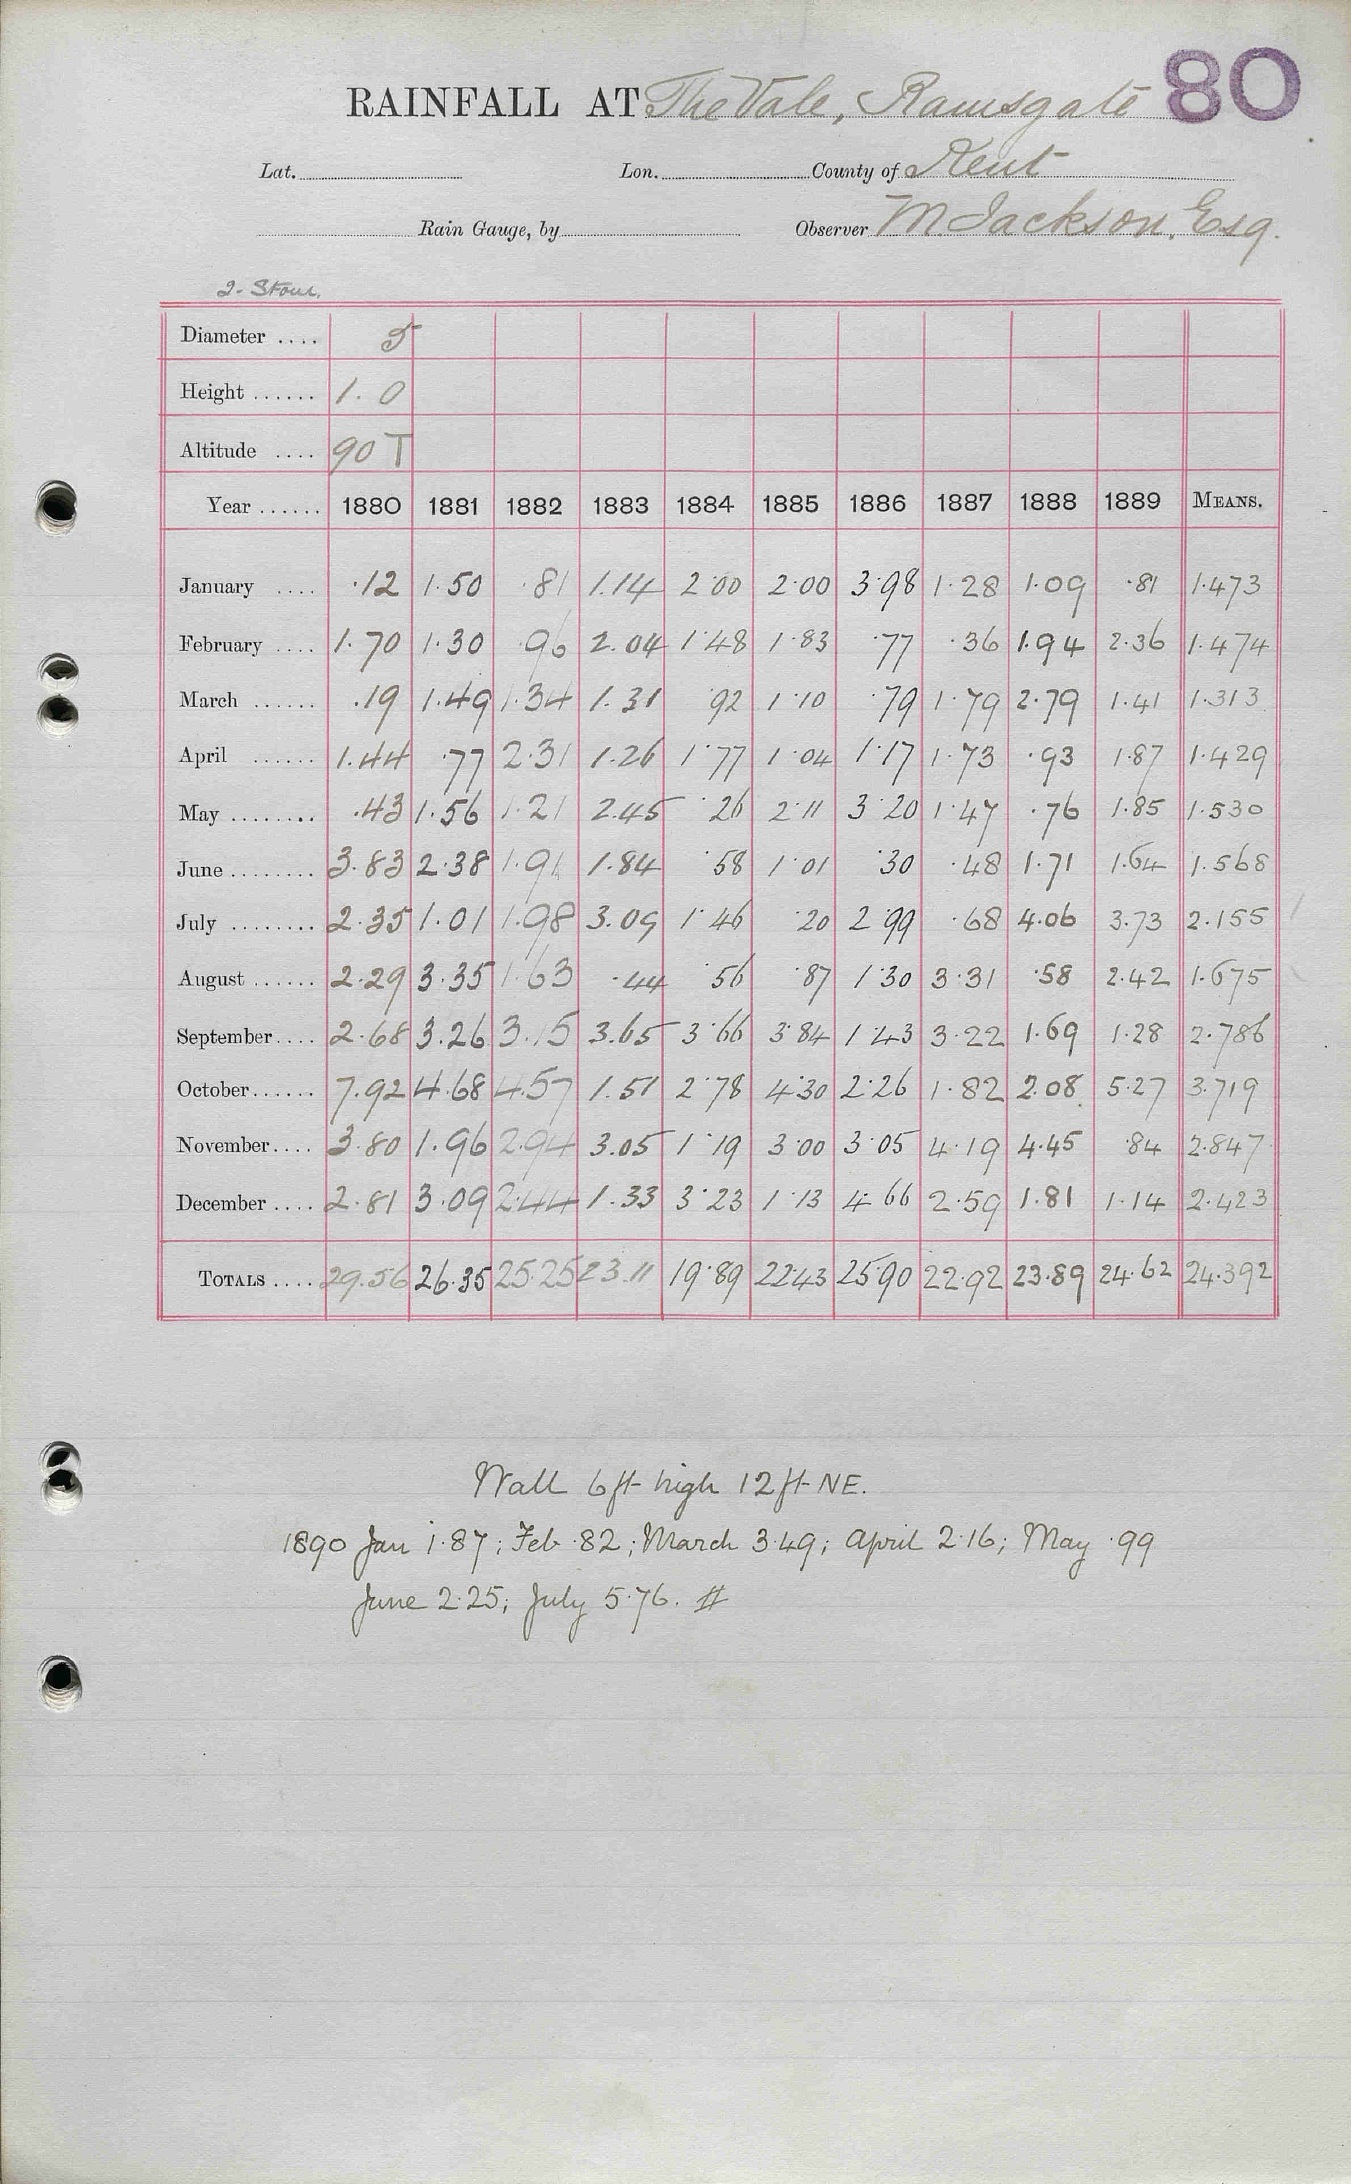 80
RAINFALL AT The Vale, Ramsgate
Lat. Lon. County of Kent
Rain Gauge, by Observer M. Jackson, Esq.
2 - Stour.
Diameter .... 5
Height ...... 1.0
Altitude .... 90 T
Year ...... 1880 1881 1882 1883 1884 1885 1886 1887 1888 1889 MEANS.
January .... .12 1.50 .81 1.14 2.00 2.00 3.98 1.28 1.09 .81 1.473
February .... 1.70 1.30 .96 2.04 1.48 1.83 .77 .36 1.94 2.36 1.474
March ...... .19 1.49 1.34 1.31 .92 1.10 .79 1.79 2.79 1.41 1.313
April ...... 1.44 .77 2.31 1.26 1.77 1.04 1.17 1.73 .93 1.87 1.429
May ........ .43 1.56 1.21 2.45 .26 2.11 3.20 1.47 .76 1.85 1.530
June ........ 3.83 2.38 1.91 1.84 .58 1.01 .30 .48 1.71 1.64 1.568
July ........ 2.35 1.01 1.98 3.09 1.46 .20 2.99 .68 4.06 3.73 2.155
August ...... 2.29 3.35 1.63 .44 .56 .87 1.30 3.31 .58 2.42 1.675
September.... 2.68 3.26 3.15 3.65 3.66 3.84 1.43 3.22 1.69 1.28 2.786
October...... 7.92 4.68 4.57 1.51 2.78 4.30 2.26 1.82 2.08 5.27 3.719
November.... 3.80 1.96 2.94 3.05 1.19 3.00 3.05 4.19 4.45 .84 2.847
December .... 2.81 3.09 2.44 1.33 3.23 1.13 4.66 2.59 1.81 1.14 2.423
TOTALS .... 29.56 26.35 25.25 23.11 19.89 22.43 25.90 22.92 23.89 24.62 24.392
Wall 6ft high 12ft NE.
1890 Jan 1.87; Feb .82; March 3.49; April 2.16; May .99
June 2.25; July 5.76. #